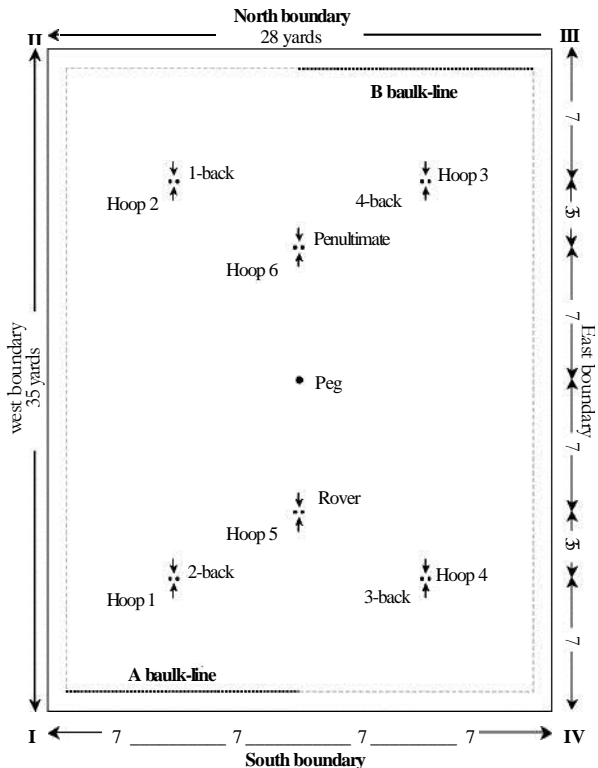 North boundary
II
28 yards
III
B baulk-line
7
1-back
Hoop 3
Hoop 2
4-back
Penultimate
Hoop 6
7
west boundary
35 yards
Peg
East boundary
7
Rover
Hoop 5
2-back
Hoop 4
Hoop 1
3-back
7
A baulk-line
I
7 7 7 7
IV
South boundary